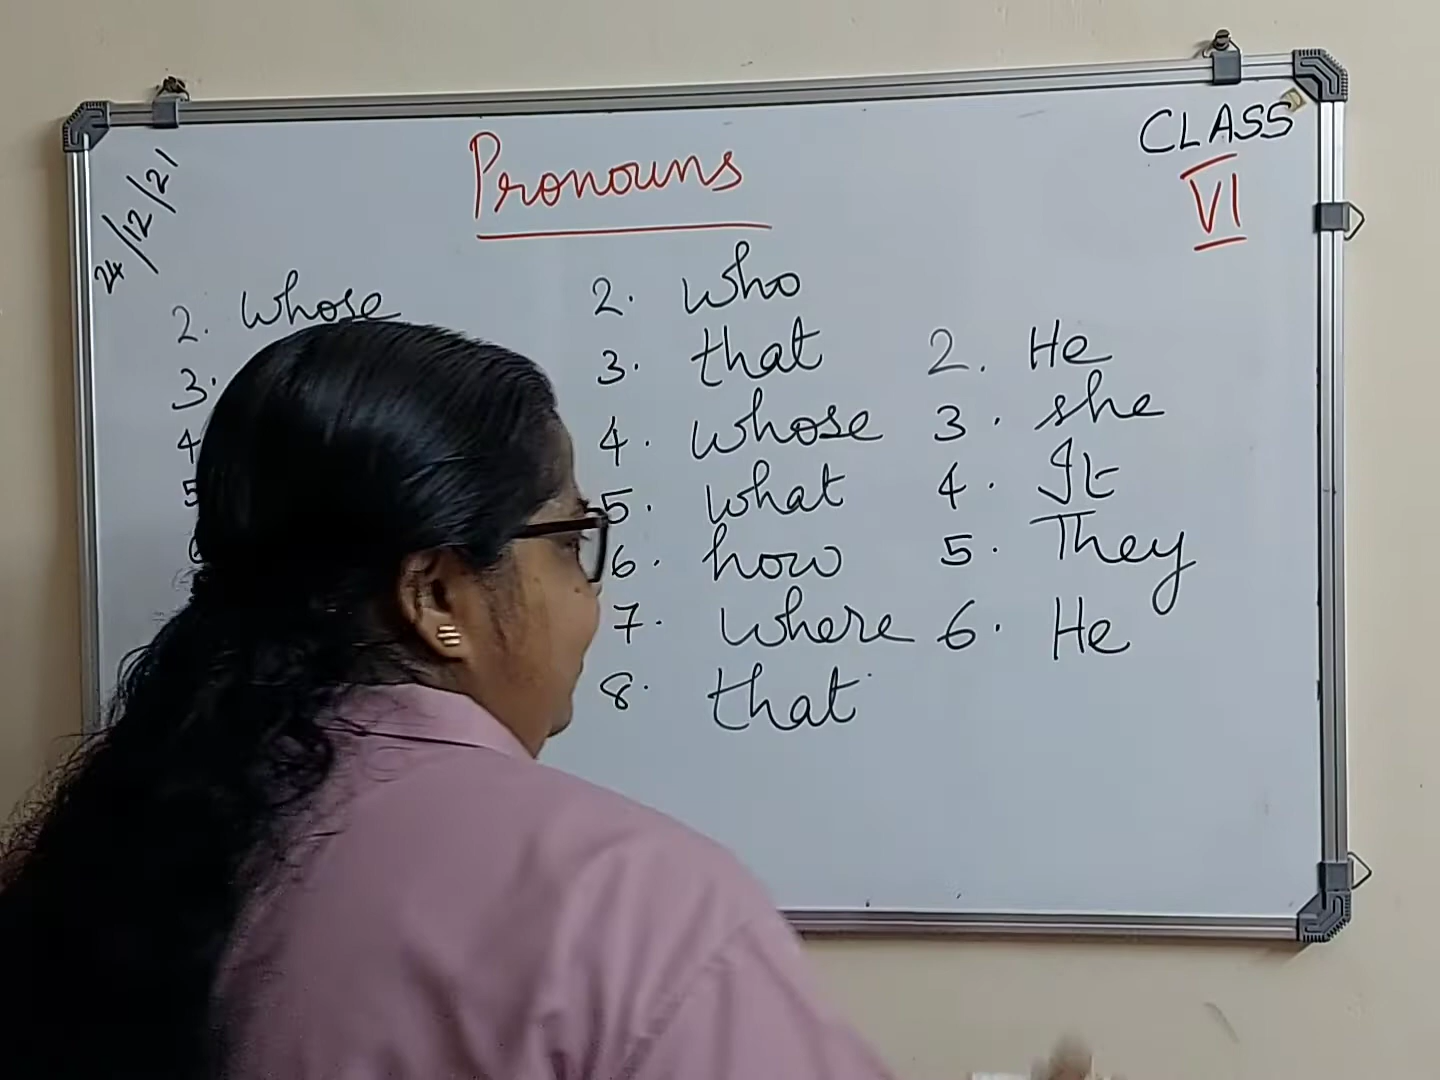 24/12/21
Pronouns
CLASS
VI
2. Whose
3.
4
5
2. Who
3. that
4. Whose
5. What
6. how
7. Where
8. that
2. He
3. she
4. It
5. They
6. He